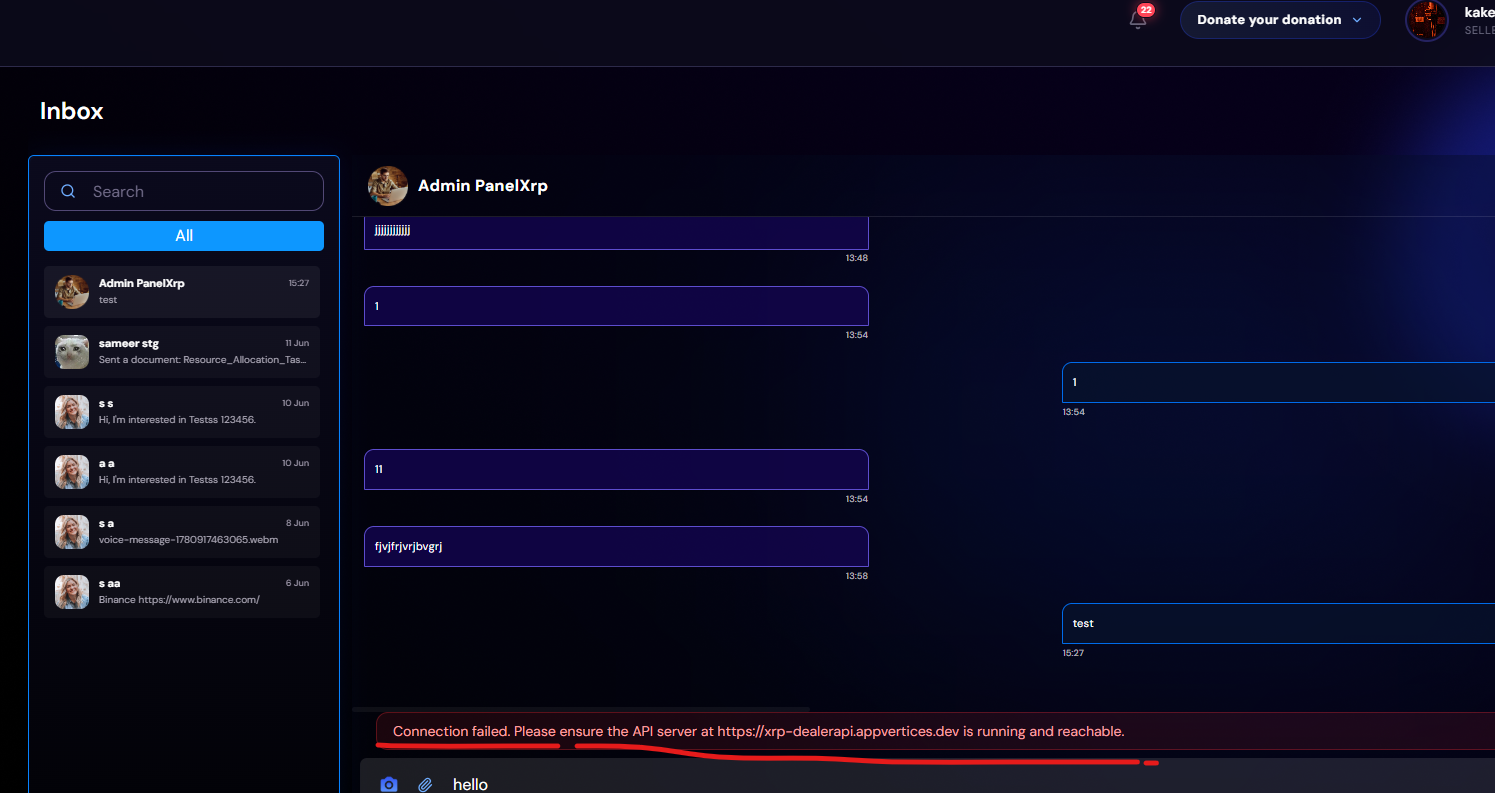 22
Donate your donation
kake
SELLE
Inbox
Search
All
Admin PanelXrp
15:27
test
sameer stg
11 Jun
Sent a document: Resource_Allocation_Tas...
s s
10 Jun
Hi, I'm interested in Testss 123456.
a a
10 Jun
Hi, I'm interested in Testss 123456.
s a
8 Jun
voice-message-1780917463065.webm
s aa
6 Jun
Binance https://www.binance.com/
Admin PanelXrp
jjjjjjjjjjjj
13:48
1
13:54
1
13:54
11
13:54
fjvjfrjvrjbvgrj
13:58
test
15:27
Connection failed. Please ensure the API server at https://xrp-dealerapi.appvertices.dev is running and reachable.
hello